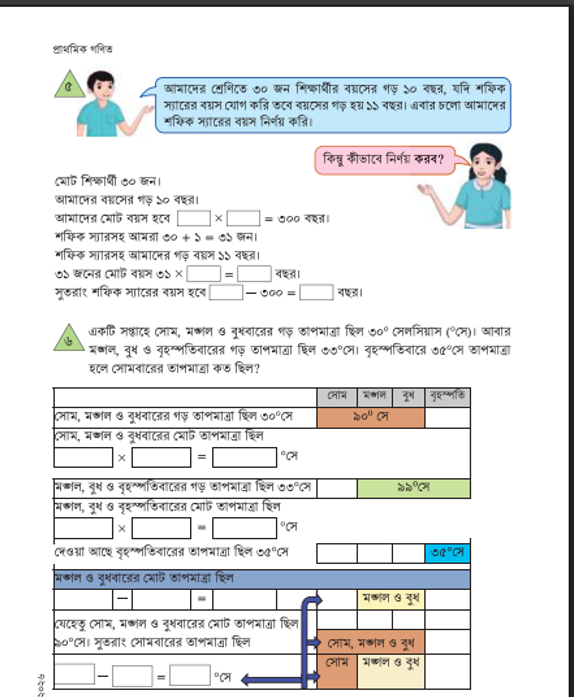 প্রাথমিক গণিত
৫
আমাদের শ্রেণিতে ৩০ জন শিক্ষার্থীর বয়সের গড় ১০ বছর, যদি শফিক
স্যারের বয়স যোগ করি তবে বয়সের গড় হয় ১১ বছর। এবার চলো আমাদের
শফিক স্যারের বয়স নির্ণয় করি।
কিন্তু কীভাবে নির্ণয় করব?
মোট শিক্ষার্থী ৩০ জন।
আমাদের বয়সের গড় ১০ বছর।
আমাদের মোট বয়স হবে × = ৩০০ বছর।
শফিক স্যারসহ আমরা ৩০ + ১ = ৩১ জন।
শফিক স্যারসহ আমাদের গড় বয়স ১১ বছর।
৩১ জনের মোট বয়স ৩১ × = বছর।
সুতরাং শফিক স্যারের বয়স হবে — ৩০০ = বছর।
৬
একটি সপ্তাহে সোম, মঙ্গল ও বুধবারের গড় তাপমাত্রা ছিল ৩০° সেলসিয়াস (°সে)। আবার
মঙ্গল, বুধ ও বৃহস্পতিবারের গড় তাপমাত্রা ছিল ৩৩°সে। বৃহস্পতিবারে ৩৫°সে তাপমাত্রা
হলে সোমবারের তাপমাত্রা কত ছিল?
সোম মঙ্গল বুধ বৃহস্পতি
সোম, মঙ্গল ও বুধবারের গড় তাপমাত্রা ছিল ৩০°সে ৯০° সে
সোম, মঙ্গল ও বুধবারের মোট তাপমাত্রা ছিল
× = °সে
মঙ্গল, বুধ ও বৃহস্পতিবারের গড় তাপমাত্রা ছিল ৩৩°সে ৯৯°সে
মঙ্গল, বুধ ও বৃহস্পতিবারের মোট তাপমাত্রা ছিল
× = °সে
দেওয়া আছে বৃহস্পতিবারের তাপমাত্রা ছিল ৩৫°সে ৩৫°সে
মঙ্গল ও বুধবারের মোট তাপমাত্রা ছিল
— = মঙ্গল ও বুধ
যেহেতু সোম, মঙ্গল ও বুধবারের মোট তাপমাত্রা ছিল
৯০°সে। সুতরাং সোমবারের তাপমাত্রা ছিল সোম, মঙ্গল ও বুধ
সোম মঙ্গল ও বুধ
— = °সে
২০২৬